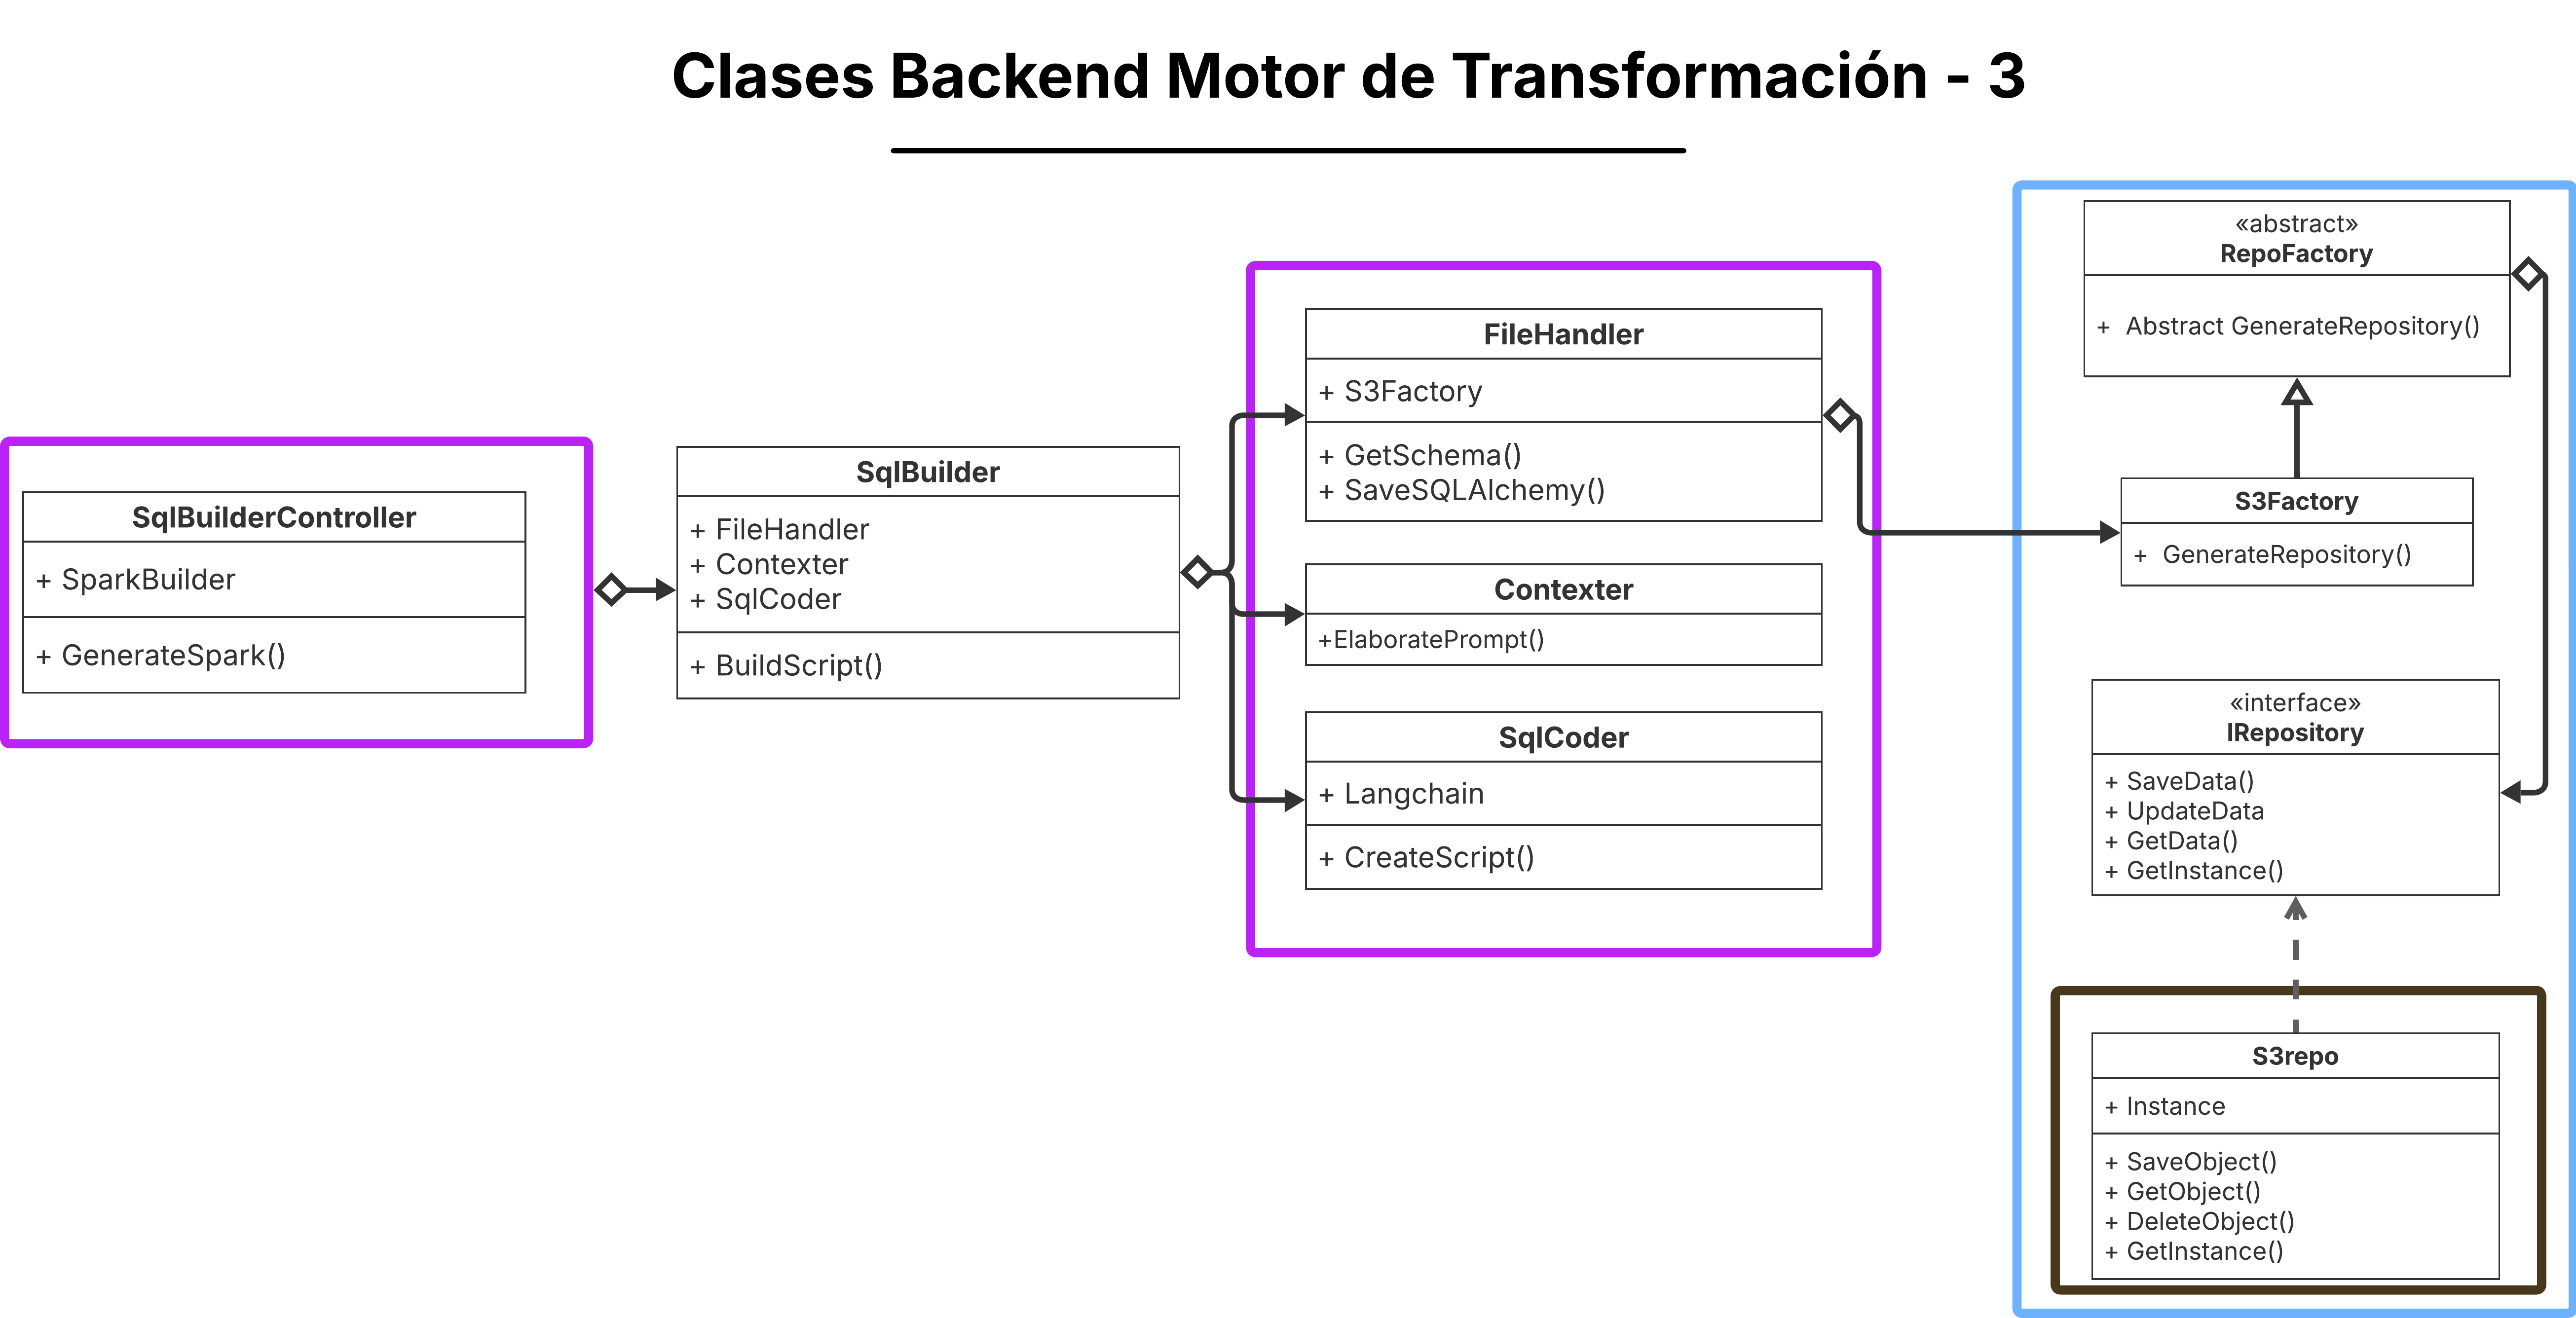 Clases Backend Motor de Transformación - 3
SqlBuilderController
+ SparkBuilder
+ GenerateSpark()
SqlBuilder
+ FileHandler
+ Contexter
+ SqlCoder
+ BuildScript()
FileHandler
+ S3Factory
+ GetSchema()
+ SaveSQLAlchemy()
Contexter
+ElaboratePrompt()
SqlCoder
+ Langchain
+ CreateScript()
«abstract»
RepoFactory
+ Abstract GenerateRepository()
S3Factory
+ GenerateRepository()
«interface»
IRepository
+ SaveData()
+ UpdateData
+ GetData()
+ GetInstance()
S3repo
+ Instance
+ SaveObject()
+ GetObject()
+ DeleteObject()
+ GetInstance()